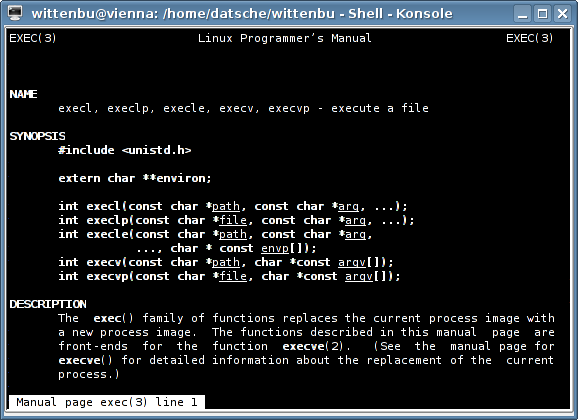 wittenbu@vienna: /home/datsche/wittenbu - Shell - Konsole
EXEC(3) Linux Programmer's Manual EXEC(3)
NAME
execl, execlp, execle, execv, execvp - execute a file
SYNOPSIS
#include <unistd.h>
extern char **environ;
int execl(const char *path, const char *arg, ...);
int execlp(const char *file, const char *arg, ...);
int execle(const char *path, const char *arg,
..., char * const envp[]);
int execv(const char *path, char *const argv[]);
int execvp(const char *file, char *const argv[]);
DESCRIPTION
The exec() family of functions replaces the current process image with
a new process image. The functions described in this manual page are
front-ends for the function execve(2). (See the manual page for
execve() for detailed information about the replacement of the current
process.)
Manual page exec(3) line 1